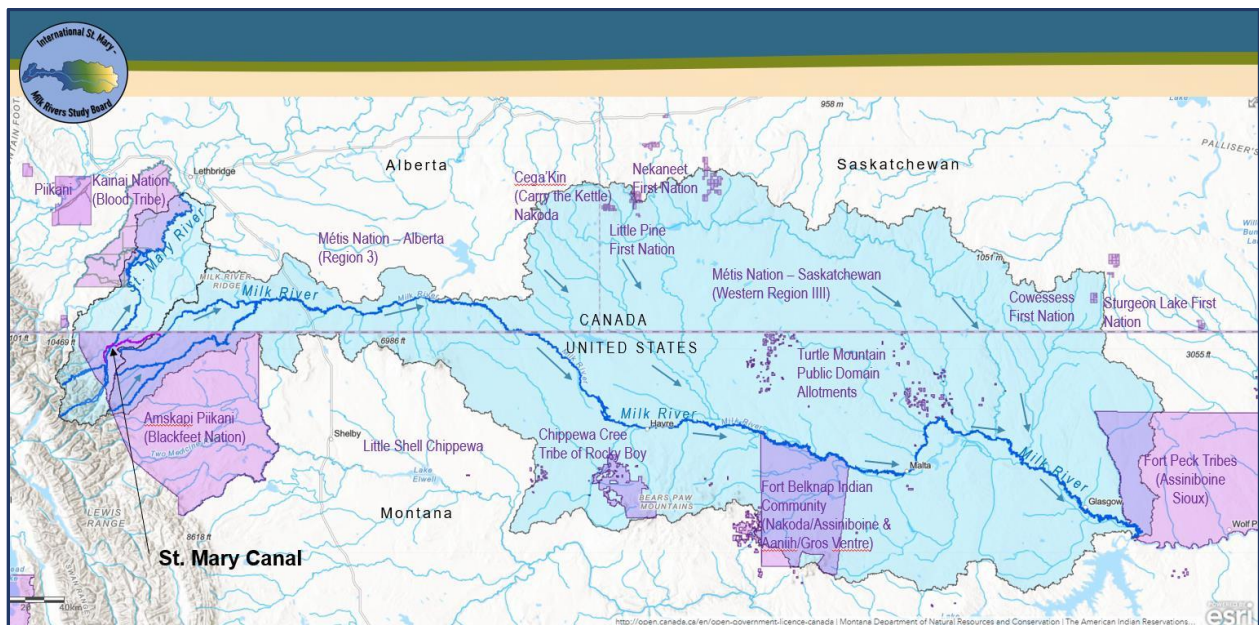 International St. Mary –
Milk Rivers Study Board
958 m
PALLISER'S
Alberta
Saskatchewan
Lethbridge
Piikani
Kainai Nation
(Blood Tribe)
Cega'Kin
(Carry the Kettle)
Nakoda
Nekaneet
First Nation
Little Pine
First Nation
St. Mary River
Métis Nation – Alberta
(Region 3)
MILK RIVER
RIDGE
Milk River
Milk River
Métis Nation – Saskatchewan
(Western Region IIII)
1051 m
Cowessess
First Nation
Sturgeon Lake First
Nation
CANADA
UNITED STATES
101 ft
10469 ft
6986 ft
3055 ft
Turtle Mountain
Public Domain
Allotments
Amskapi Piikani
(Blackfeet Nation)
Two Medicine
Shelby
Little Shell Chippewa
Lake
Elwell
Milk River
Milk River
Havre
Chippewa Cree
Tribe of Rocky Boy
BEARS PAW
MOUNTAINS
Montana
Malta
Milk River
Fort Belknap Indian
Community
(Nakoda/Assiniboine &
Aaniih/Gros Ventre)
Glasgow
Fort Peck Tribes
(Assiniboine
Sioux)
Wolf P
LEWIS
RANGE
8618 ft
St. Mary Canal
20 40km
http://open.canada.ca/en/open-government-licence-canada | Montana Department of Natural Resources and Conservation | The American Indian Reservations...
POWERED BY
esri